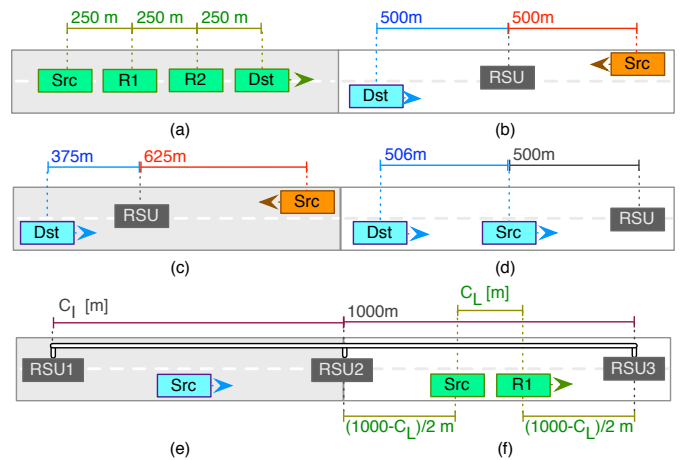 250 m 250 m 250 m
Src R1 R2 Dst
(a)
500m 500m
RSU Src
Dst
(b)
375m 625m
RSU Src
Dst
(c)
506m 500m
Dst Src RSU
(d)
C_I [m] 1000m C_L [m]
RSU1 RSU2 RSU3
Src Src R1
(1000-C_L)/2 m (1000-C_L)/2 m
(e) (f)